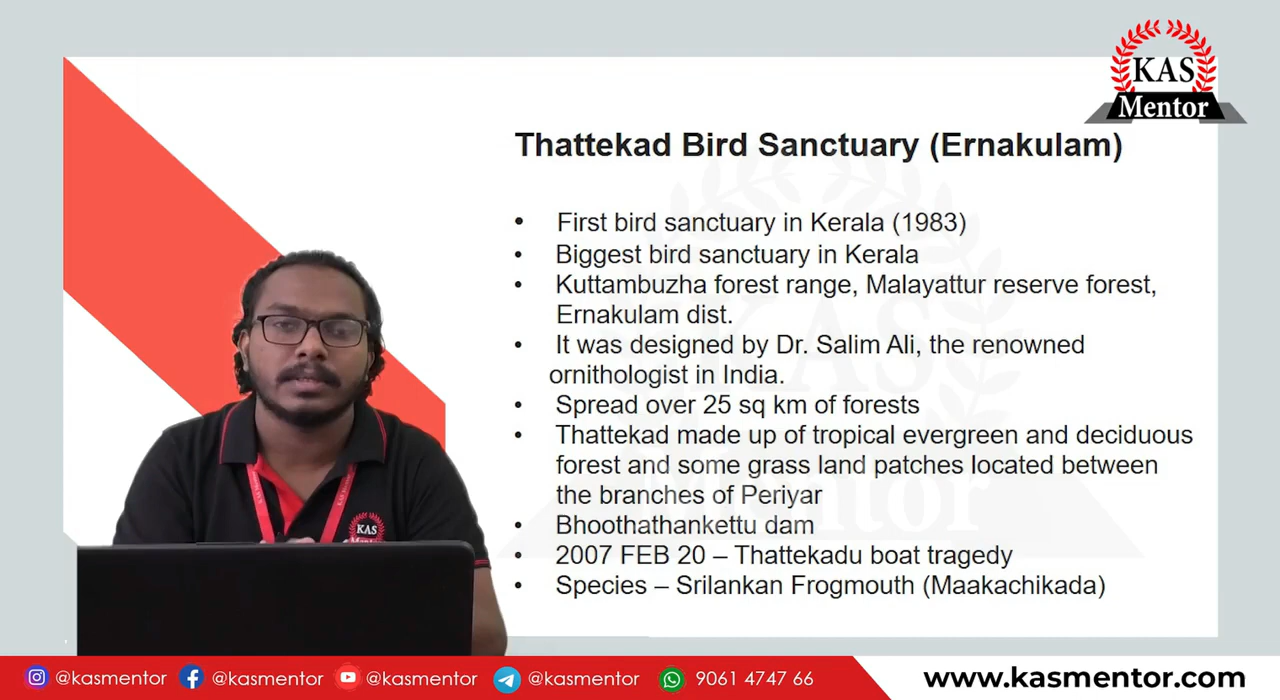 KAS
Mentor
Thattekad Bird Sanctuary (Ernakulam)
• First bird sanctuary in Kerala (1983)
• Biggest bird sanctuary in Kerala
• Kuttambuzha forest range, Malayattur reserve forest,
Ernakulam dist.
• It was designed by Dr. Salim Ali, the renowned
ornithologist in India.
• Spread over 25 sq km of forests
• Thattekad made up of tropical evergreen and deciduous
forest and some grass land patches located between
the branches of Periyar
• Bhoothathankettu dam
• 2007 FEB 20 – Thattekadu boat tragedy
• Species – Srilankan Frogmouth (Maakachikada)
KAS
Mentor
KAS
Mentor
@kasmentor @kasmentor @kasmentor @kasmentor 9061 4747 66
www.kasmentor.com